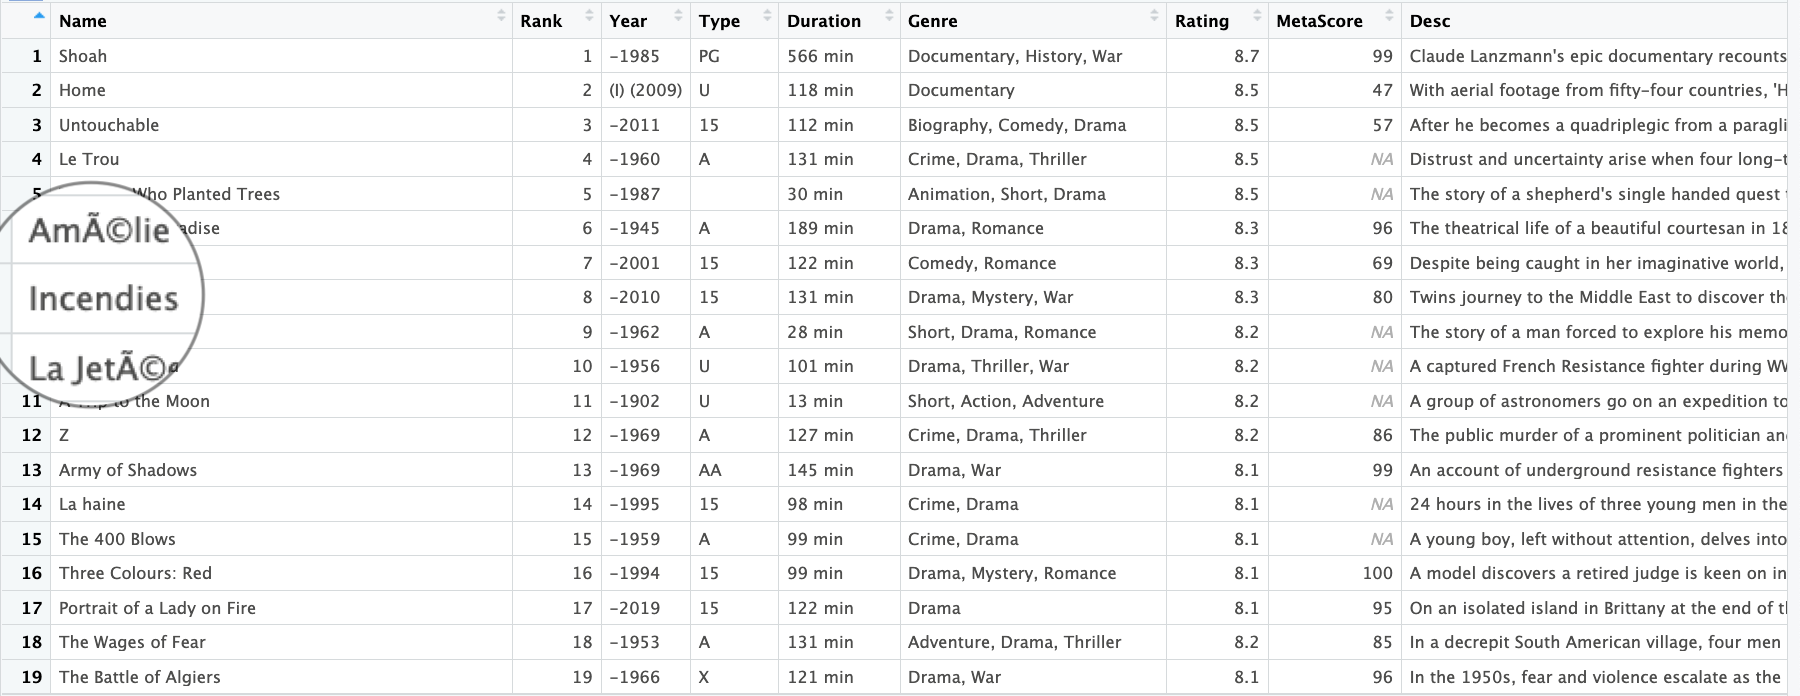 Name Rank Year Type Duration Genre Rating MetaScore Desc
1 Shoah 1 -1985 PG 566 min Documentary, History, War 8.7 99 Claude Lanzmann's epic documentary recounts
2 Home 2 (I) (2009) U 118 min Documentary 8.5 47 With aerial footage from fifty-four countries, 'H
3 Untouchable 3 -2011 15 112 min Biography, Comedy, Drama 8.5 57 After he becomes a quadriplegic from a paragli
4 Le Trou 4 -1960 A 131 min Crime, Drama, Thriller 8.5 NA Distrust and uncertainty arise when four long-t
5 Who Planted Trees 5 -1987 30 min Animation, Short, Drama 8.5 NA The story of a shepherd's single handed quest
AmÃ©lie adise 6 -1945 A 189 min Drama, Romance 8.3 96 The theatrical life of a beautiful courtesan in 18
7 -2001 15 122 min Comedy, Romance 8.3 69 Despite being caught in her imaginative world,
Incendies 8 -2010 15 131 min Drama, Mystery, War 8.3 80 Twins journey to the Middle East to discover th
9 -1962 A 28 min Short, Drama, Romance 8.2 NA The story of a man forced to explore his memo
La JetÃ© 10 -1956 U 101 min Drama, Thriller, War 8.2 NA A captured French Resistance fighter during WW
11 A Trip to the Moon 11 -1902 U 13 min Short, Action, Adventure 8.2 NA A group of astronomers go on an expedition to
12 Z 12 -1969 A 127 min Crime, Drama, Thriller 8.2 86 The public murder of a prominent politician an
13 Army of Shadows 13 -1969 AA 145 min Drama, War 8.1 99 An account of underground resistance fighters
14 La haine 14 -1995 15 98 min Crime, Drama 8.1 NA 24 hours in the lives of three young men in the
15 The 400 Blows 15 -1959 A 99 min Crime, Drama 8.1 NA A young boy, left without attention, delves into
16 Three Colours: Red 16 -1994 15 99 min Drama, Mystery, Romance 8.1 100 A model discovers a retired judge is keen on in
17 Portrait of a Lady on Fire 17 -2019 15 122 min Drama 8.1 95 On an isolated island in Brittany at the end of t
18 The Wages of Fear 18 -1953 A 131 min Adventure, Drama, Thriller 8.2 85 In a decrepit South American village, four men
19 The Battle of Algiers 19 -1966 X 121 min Drama, War 8.1 96 In the 1950s, fear and violence escalate as the